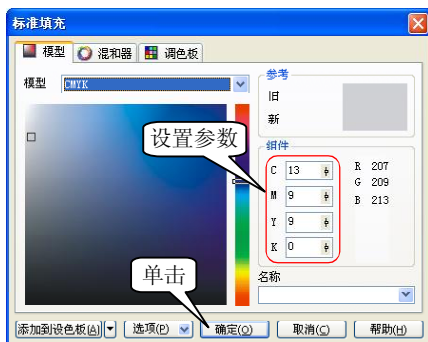 标准填充
模型 混和器 调色板
模型 CMYK
参考
旧
新
设置参数
组件
C 13 R 207
G 209
M 9 B 213
Y 9
K 0
单击
名称
添加到设色板(A) 选项(P) 确定(O) 取消(C) 帮助(H)